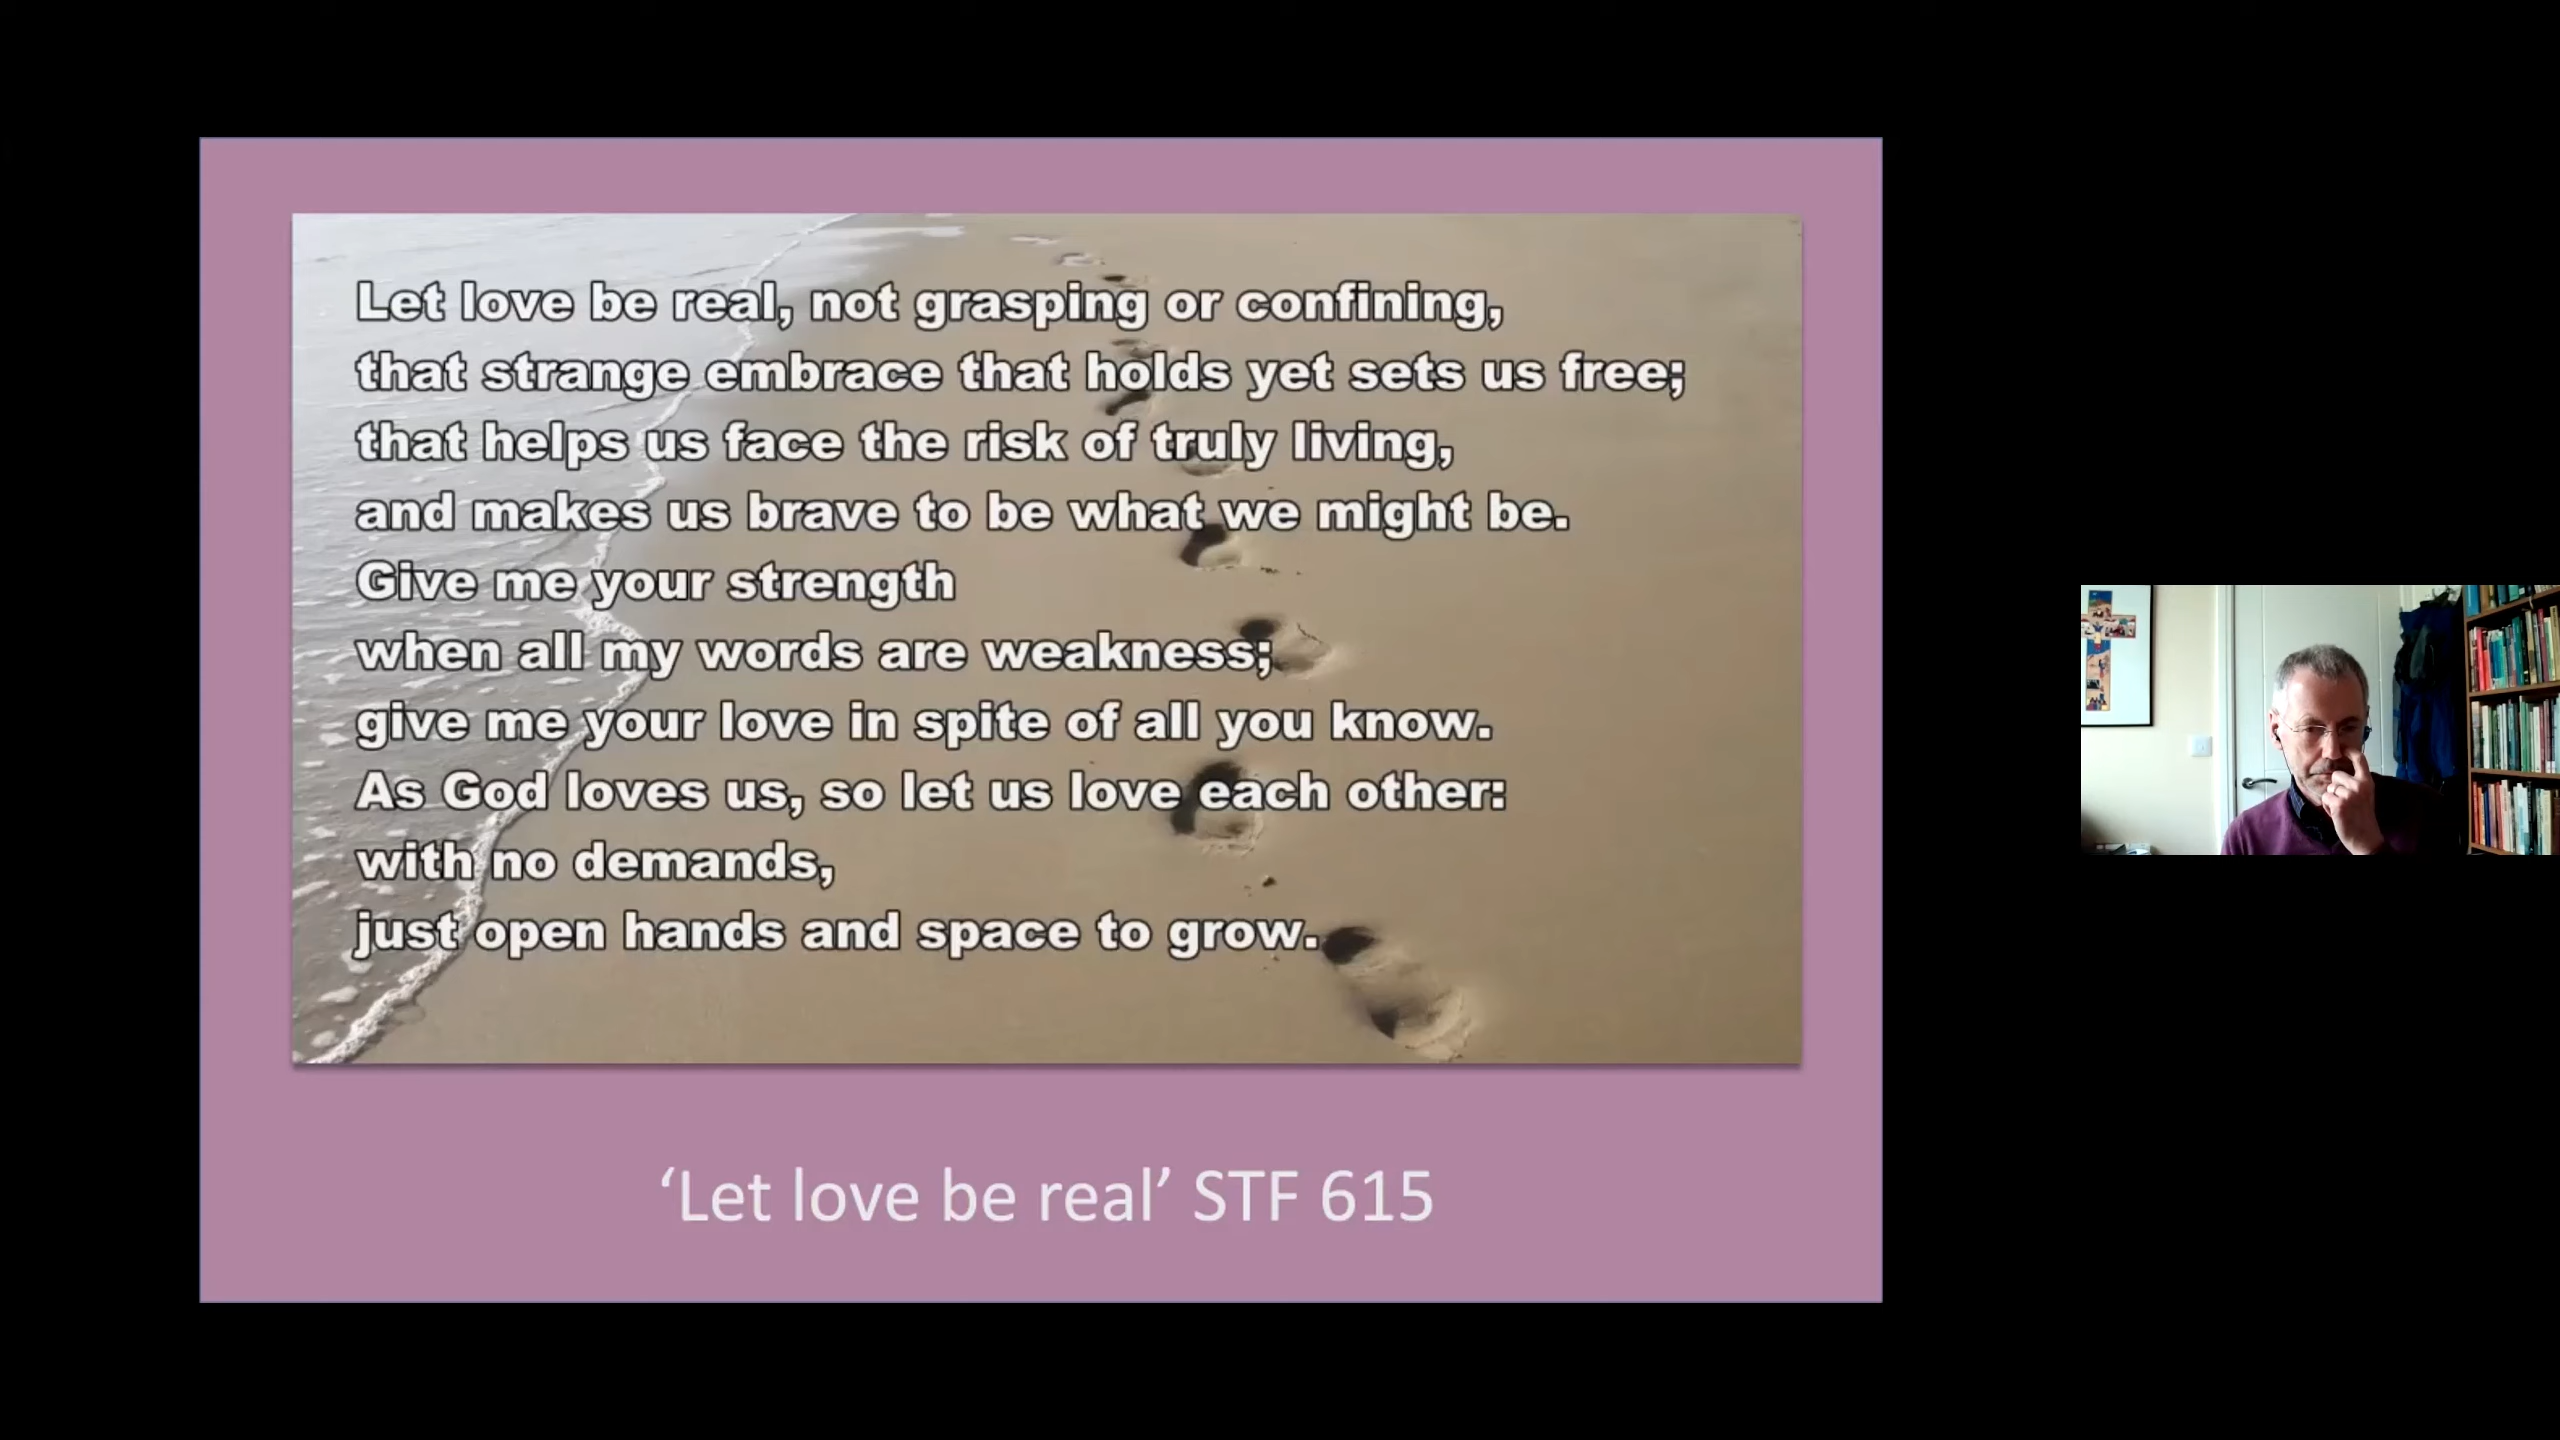 Let love be real, not grasping or confining,
that strange embrace that holds yet sets us free;
that helps us face the risk of truly living,
and makes us brave to be what we might be.
Give me your strength
when all my words are weakness;
give me your love in spite of all you know.
As God loves us, so let us love each other:
with no demands,
just open hands and space to grow.
‘Let love be real’ STF 615